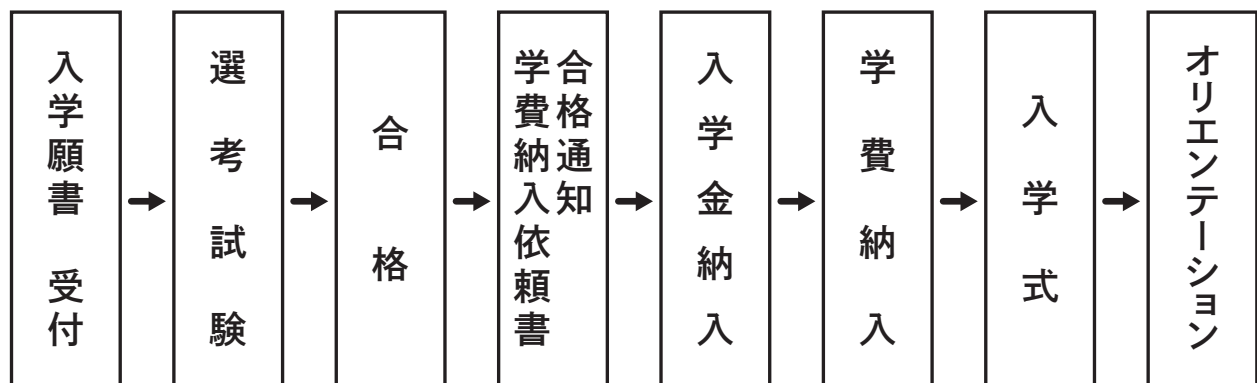 入学願書 受付
選考試験
合格
合格通知
学費納入依頼書
入学金納入
学費納入
入学式
オリエンテーション